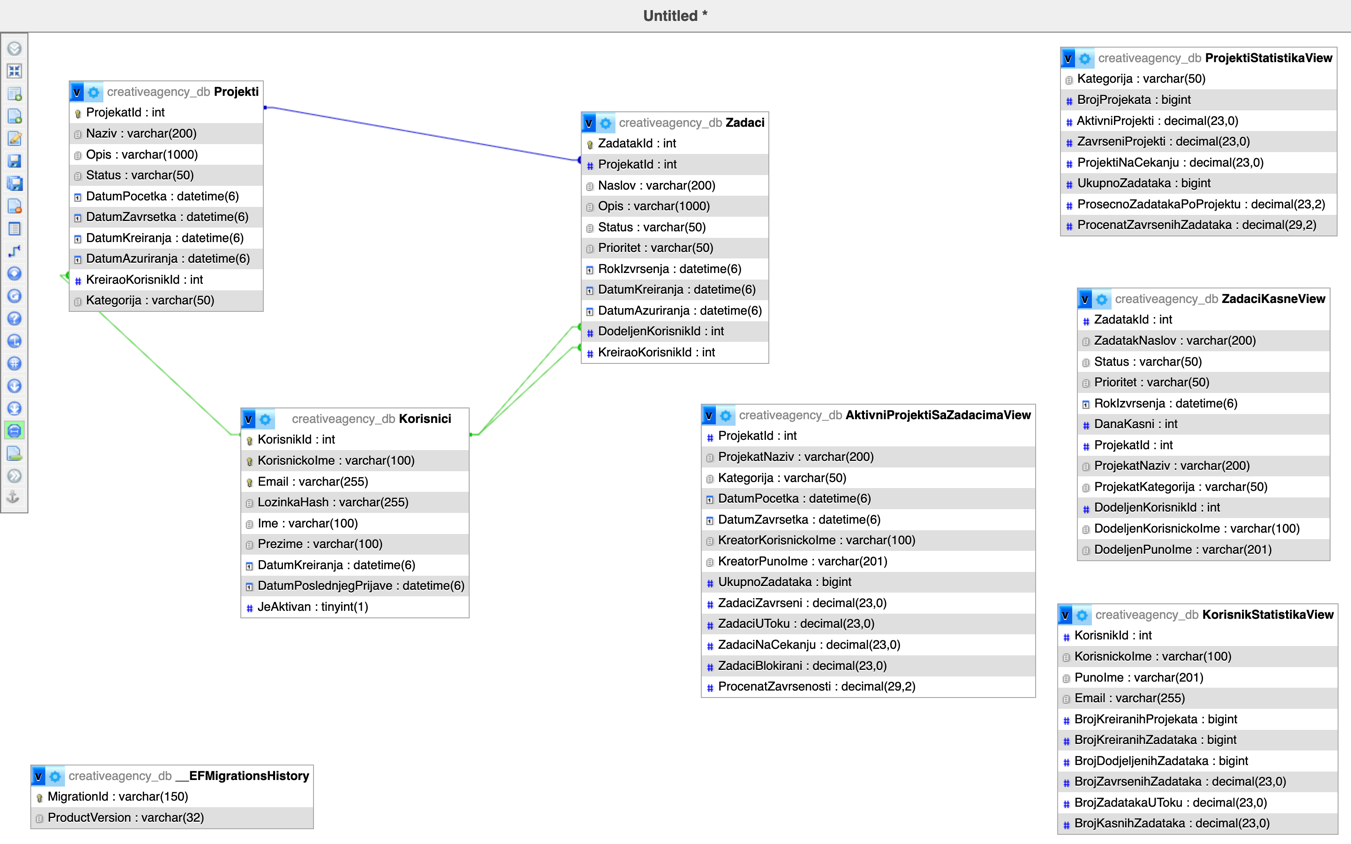 Untitled *
creativeagency_db Projekti
ProjekatId : int
Naziv : varchar(200)
Opis : varchar(1000)
Status : varchar(50)
DatumPocetka : datetime(6)
DatumZavrsetka : datetime(6)
DatumKreiranja : datetime(6)
DatumAzuriranja : datetime(6)
KreiraoKorisnikId : int
Kategorija : varchar(50)
creativeagency_db Zadaci
ZadatakId : int
ProjekatId : int
Naslov : varchar(200)
Opis : varchar(1000)
Status : varchar(50)
Prioritet : varchar(50)
RokIzvrsenja : datetime(6)
DatumKreiranja : datetime(6)
DatumAzuriranja : datetime(6)
DodeljenKorisnikId : int
KreiraoKorisnikId : int
creativeagency_db ProjektiStatistikaView
Kategorija : varchar(50)
BrojProjekata : bigint
AktivniProjekti : decimal(23,0)
ZavrseniProjekti : decimal(23,0)
ProjektiNaCekanju : decimal(23,0)
UkupnoZadataka : bigint
ProsecnoZadatakaPoProjektu : decimal(23,2)
ProcenatZavrsenihZadataka : decimal(29,2)
creativeagency_db ZadaciKasneView
ZadatakId : int
ZadatakNaslov : varchar(200)
Status : varchar(50)
Prioritet : varchar(50)
RokIzvrsenja : datetime(6)
DanaKasni : int
ProjekatId : int
ProjekatNaziv : varchar(200)
ProjekatKategorija : varchar(50)
DodeljenKorisnikId : int
DodeljenKorisnickoIme : varchar(100)
DodeljenPunoIme : varchar(201)
creativeagency_db Korisnici
KorisnikId : int
KorisnickoIme : varchar(100)
Email : varchar(255)
LozinkaHash : varchar(255)
Ime : varchar(100)
Prezime : varchar(100)
DatumKreiranja : datetime(6)
DatumPoslednjegPrijave : datetime(6)
JeAktivan : tinyint(1)
creativeagency_db AktivniProjektiSaZadacimaView
ProjekatId : int
ProjekatNaziv : varchar(200)
Kategorija : varchar(50)
DatumPocetka : datetime(6)
DatumZavrsetka : datetime(6)
KreatorKorisnickoIme : varchar(100)
KreatorPunoIme : varchar(201)
UkupnoZadataka : bigint
ZadaciZavrseni : decimal(23,0)
ZadaciUToku : decimal(23,0)
ZadaciNaCekanju : decimal(23,0)
ZadaciBlokirani : decimal(23,0)
ProcenatZavrsenosti : decimal(29,2)
creativeagency_db KorisnikStatistikaView
KorisnikId : int
KorisnickoIme : varchar(100)
PunoIme : varchar(201)
Email : varchar(255)
BrojKreiranihProjekata : bigint
BrojKreiranihZadataka : bigint
BrojDodjeljenihZadataka : bigint
BrojZavrsenihZadataka : decimal(23,0)
BrojZadatakaUToku : decimal(23,0)
BrojKasnihZadataka : decimal(23,0)
creativeagency_db __EFMigrationsHistory
MigrationId : varchar(150)
ProductVersion : varchar(32)